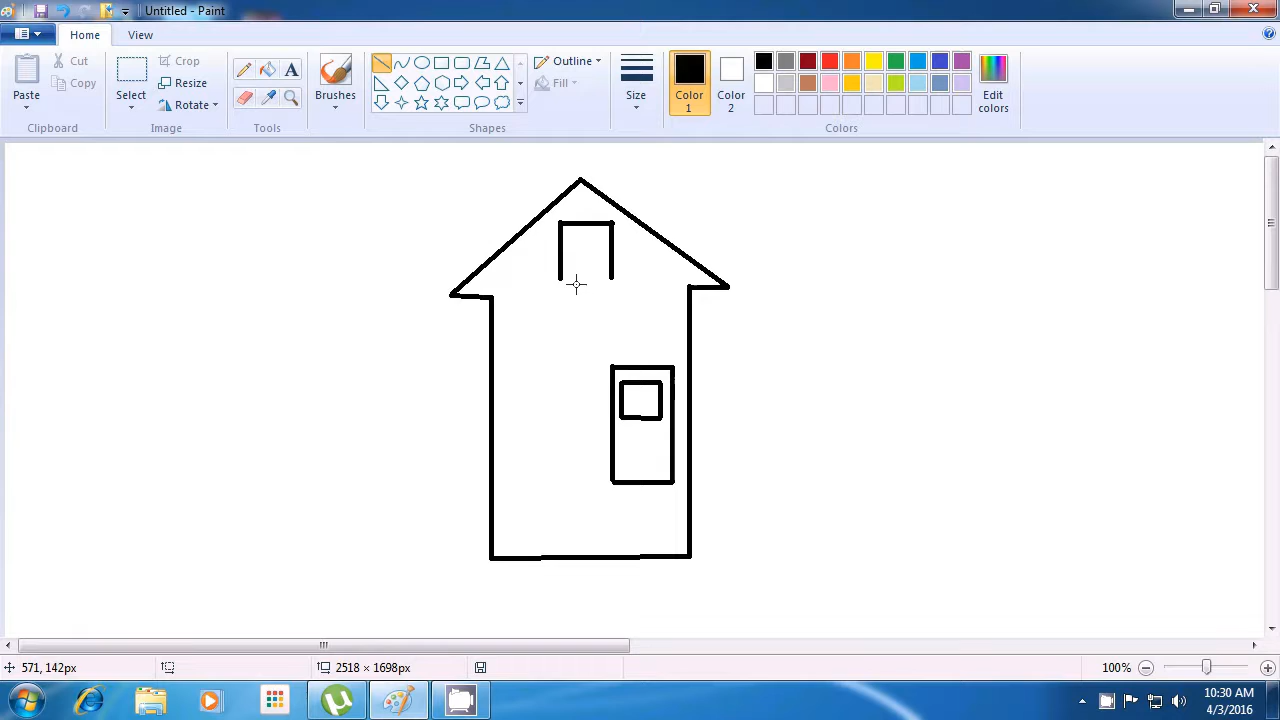 Untitled - Paint
Home View
Paste
Cut
Copy
Clipboard
Select
Crop
Resize
Rotate
Image
A
Tools
Brushes
Outline
Fill
Shapes
Size
Color 1
Color 2
Edit colors
Colors
571, 142px
2518 × 1698px
100%
10:30 AM
4/3/2016